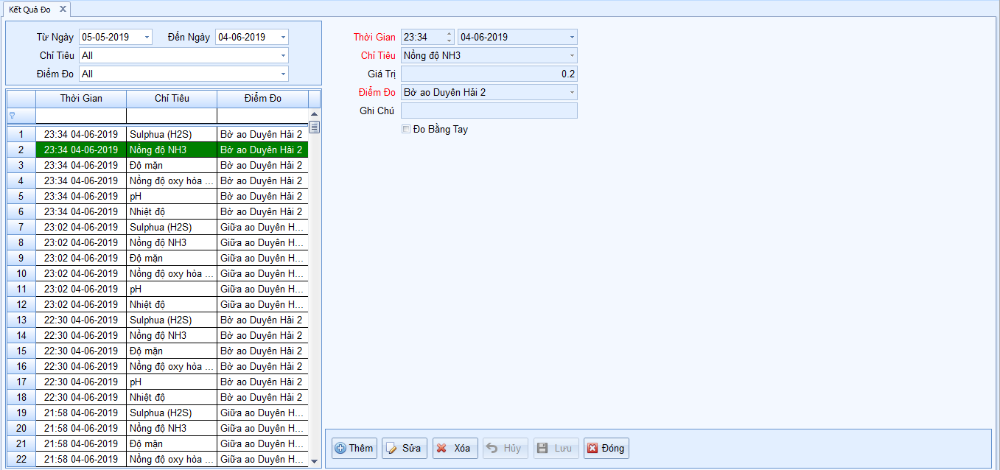 Kết Quả Đo
Từ Ngày 05-05-2019 Đến Ngày 04-06-2019
Chỉ Tiêu All
Điểm Đo All
Thời Gian Chỉ Tiêu Điểm Đo
1 23:34 04-06-2019 Sulphua (H2S) Bờ ao Duyên Hải 2
2 23:34 04-06-2019 Nồng độ NH3 Bờ ao Duyên Hải 2
3 23:34 04-06-2019 Độ mặn Bờ ao Duyên Hải 2
4 23:34 04-06-2019 Nồng độ oxy hòa ... Bờ ao Duyên Hải 2
5 23:34 04-06-2019 pH Bờ ao Duyên Hải 2
6 23:34 04-06-2019 Nhiệt độ Bờ ao Duyên Hải 2
7 23:02 04-06-2019 Sulphua (H2S) Giữa ao Duyên H...
8 23:02 04-06-2019 Nồng độ NH3 Giữa ao Duyên H...
9 23:02 04-06-2019 Độ mặn Giữa ao Duyên H...
10 23:02 04-06-2019 Nồng độ oxy hòa ... Giữa ao Duyên H...
11 23:02 04-06-2019 pH Giữa ao Duyên H...
12 23:02 04-06-2019 Nhiệt độ Giữa ao Duyên H...
13 22:30 04-06-2019 Sulphua (H2S) Bờ ao Duyên Hải 2
14 22:30 04-06-2019 Nồng độ NH3 Bờ ao Duyên Hải 2
15 22:30 04-06-2019 Độ mặn Bờ ao Duyên Hải 2
16 22:30 04-06-2019 Nồng độ oxy hòa ... Bờ ao Duyên Hải 2
17 22:30 04-06-2019 pH Bờ ao Duyên Hải 2
18 22:30 04-06-2019 Nhiệt độ Bờ ao Duyên Hải 2
19 21:58 04-06-2019 Sulphua (H2S) Giữa ao Duyên H...
20 21:58 04-06-2019 Nồng độ NH3 Giữa ao Duyên H...
21 21:58 04-06-2019 Độ mặn Giữa ao Duyên H...
22 21:58 04-06-2019 Nồng độ oxy hòa ... Giữa ao Duyên H...
Thời Gian 23:34 04-06-2019
Chỉ Tiêu Nồng độ NH3
Giá Trị 0.2
Điểm Đo Bờ ao Duyên Hải 2
Ghi Chú
Đo Bằng Tay
Thêm Sửa Xóa Hủy Lưu Đóng